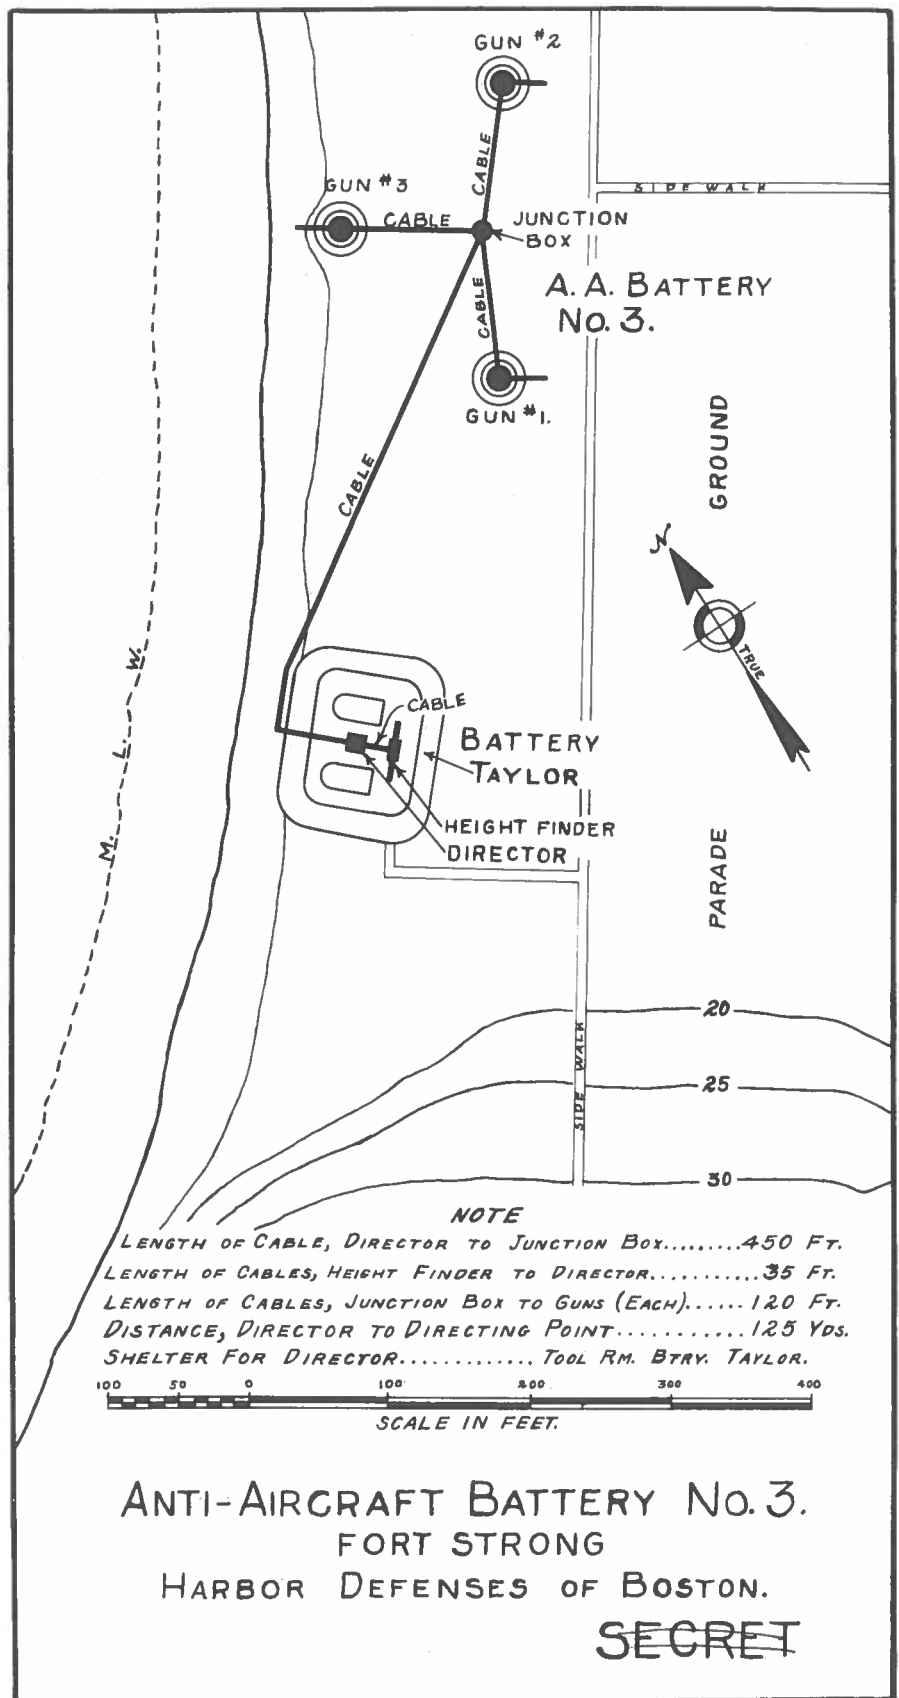 GUN #2
CABLE
GUN #3
CABLE
SIDE WALK
JUNCTION
BOX
A. A. BATTERY
No. 3.
CABLE
GUN #1.
GROUND
CABLE
N
TRUE
M. L. W.
CABLE
BATTERY
TAYLOR
HEIGHT FINDER
DIRECTOR
PARADE
20
SIDE WALK
25
30
NOTE
LENGTH OF CABLE, DIRECTOR TO JUNCTION BOX.........450 FT.
LENGTH OF CABLES, HEIGHT FINDER TO DIRECTOR...........35 FT.
LENGTH OF CABLES, JUNCTION BOX TO GUNS (EACH)...... 120 FT.
DISTANCE, DIRECTOR TO DIRECTING POINT............125 YDS.
SHELTER FOR DIRECTOR............. TOOL RM. BTRY. TAYLOR.
100 50 0 100 200 300 400
SCALE IN FEET.
ANTI-AIRCRAFT BATTERY No. 3.
FORT STRONG
HARBOR DEFENSES OF BOSTON.
SECRET